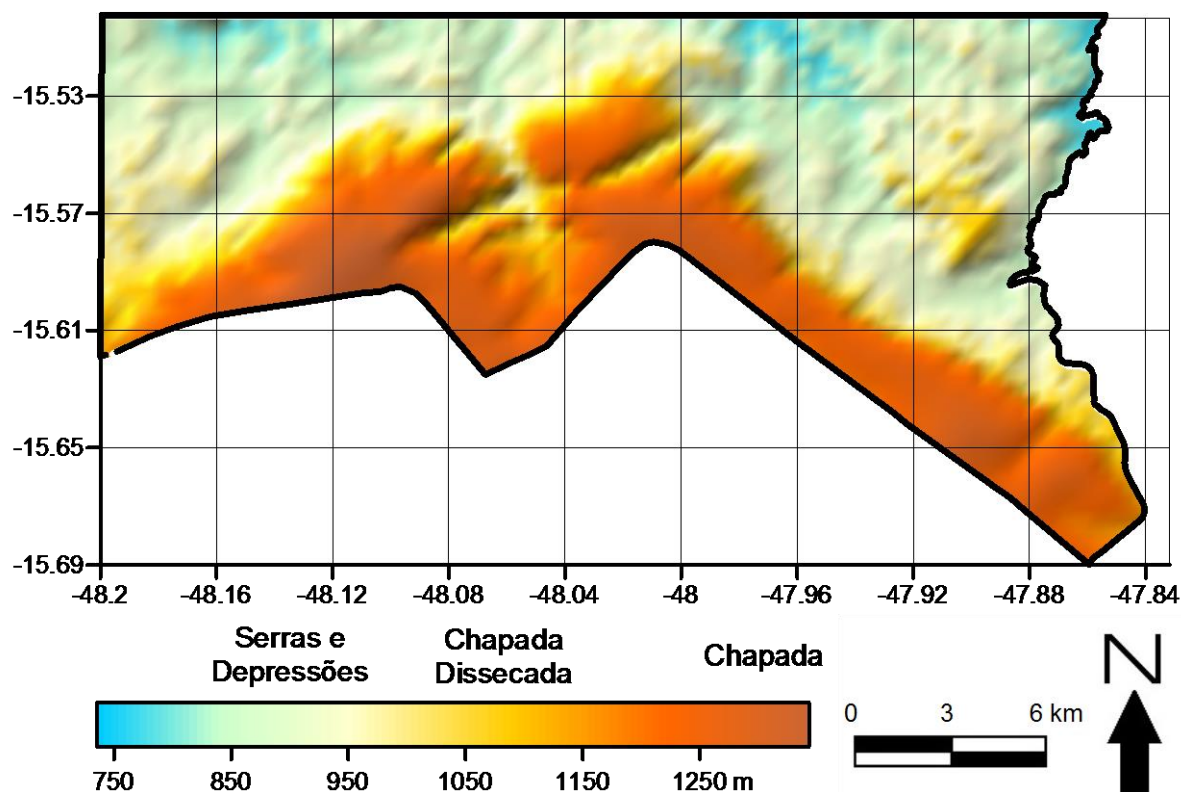 -15.53
-15.57
-15.61
-15.65
-15.69
-48.2 -48.16 -48.12 -48.08 -48.04 -48 -47.96 -47.92 -47.88 -47.84
Serras e
Depressões
Chapada
Dissecada
Chapada
750 850 950 1050 1150 1250 m
0 3 6 km
N